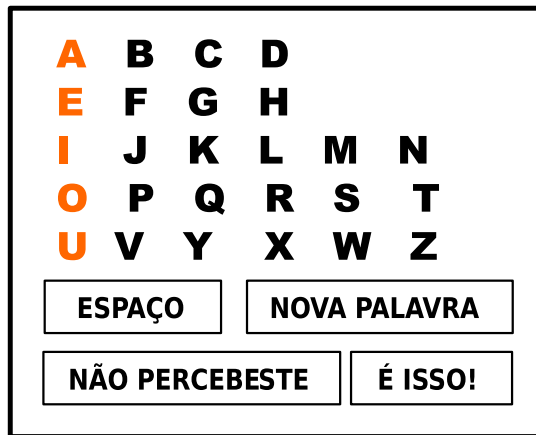 A B C D
E F G H
I J K L M N
O P Q R S T
U V Y X W Z
ESPAÇO NOVA PALAVRA
NÃO PERCEBESTE É ISSO!